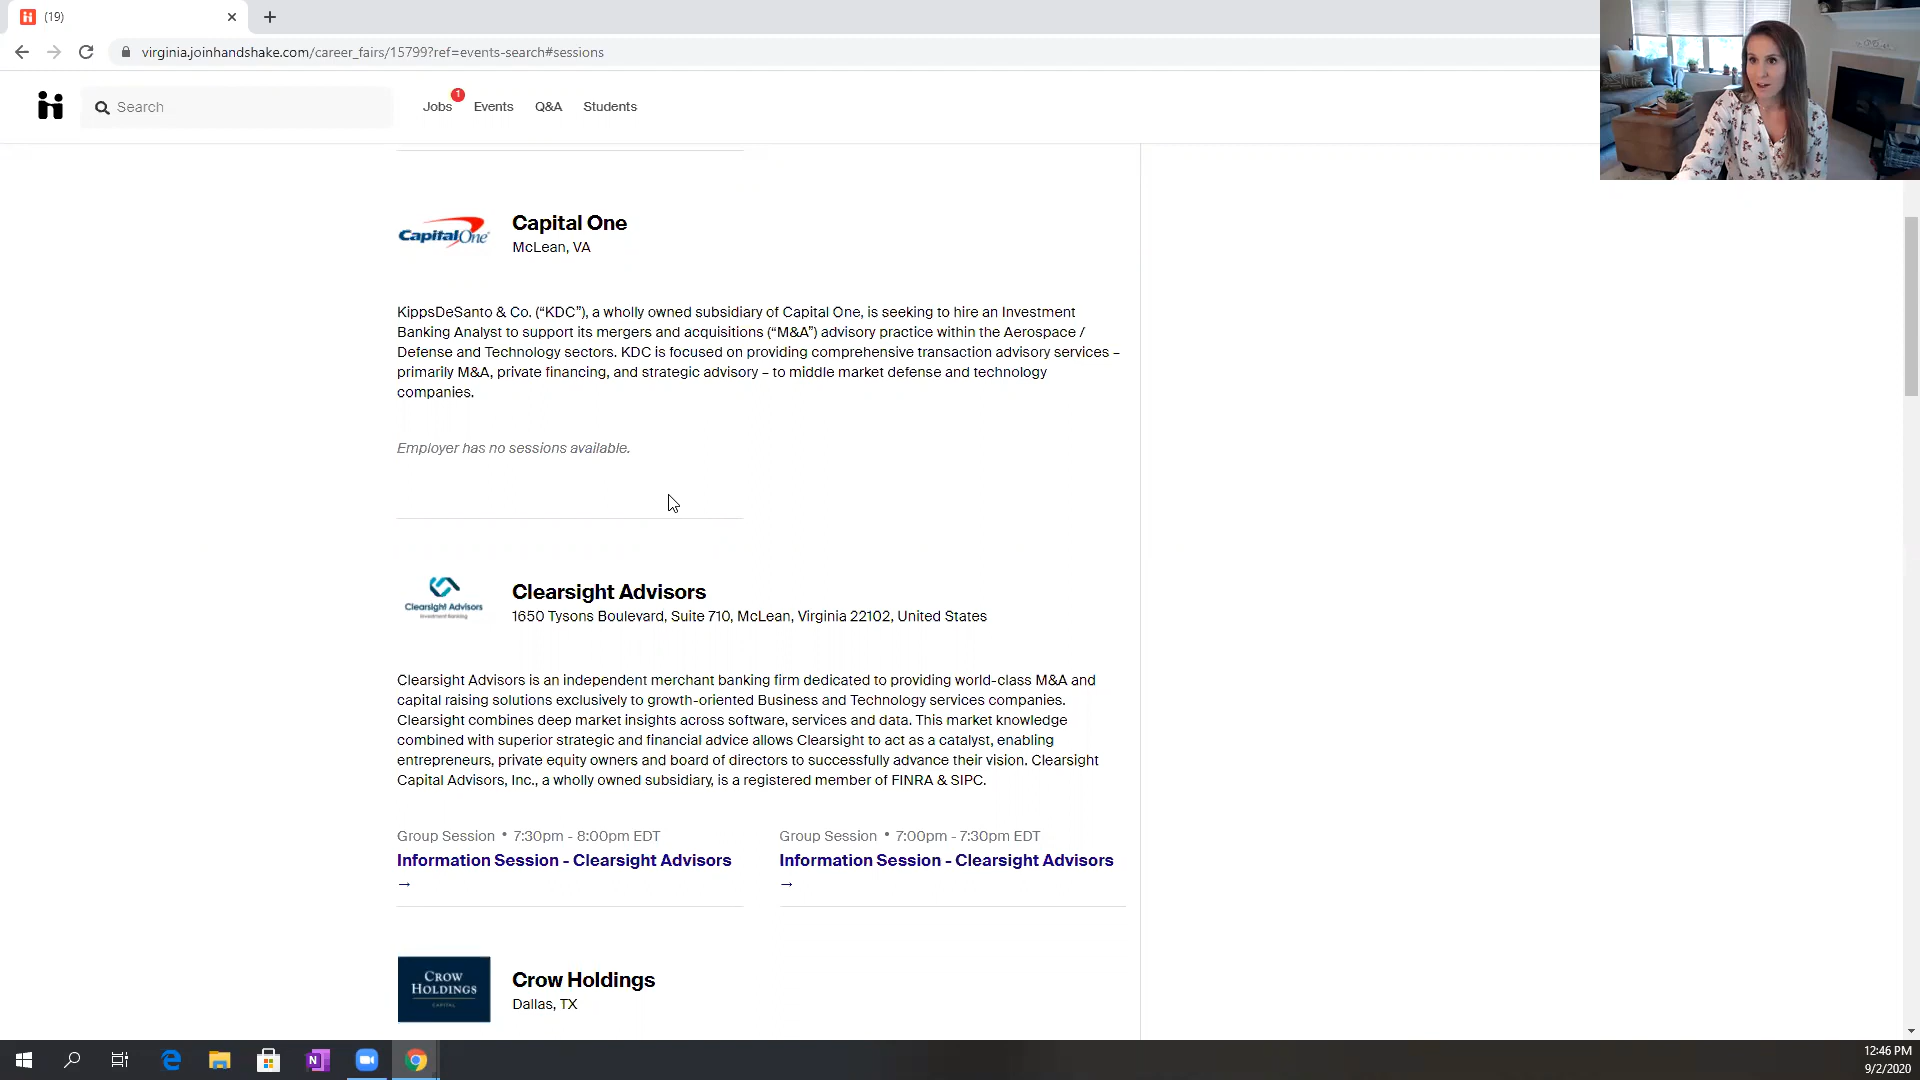 (19)
virginia.joinhandshake.com/career_fairs/15799?ref=events-search#sessions
Search
Jobs 1 Events Q&A Students
CapitalOne
Capital One
McLean, VA
KippsDeSanto & Co. (“KDC”), a wholly owned subsidiary of Capital One, is seeking to hire an Investment
Banking Analyst to support its mergers and acquisitions (“M&A”) advisory practice within the Aerospace /
Defense and Technology sectors. KDC is focused on providing comprehensive transaction advisory services –
primarily M&A, private financing, and strategic advisory – to middle market defense and technology
companies.
Employer has no sessions available.
Clearsight Advisors
Investment Banking
Clearsight Advisors
1650 Tysons Boulevard, Suite 710, McLean, Virginia 22102, United States
Clearsight Advisors is an independent merchant banking firm dedicated to providing world-class M&A and
capital raising solutions exclusively to growth-oriented Business and Technology services companies.
Clearsight combines deep market insights across software, services and data. This market knowledge
combined with superior strategic and financial advice allows Clearsight to act as a catalyst, enabling
entrepreneurs, private equity owners and board of directors to successfully advance their vision. Clearsight
Capital Advisors, Inc., a wholly owned subsidiary, is a registered member of FINRA & SIPC.
Group Session • 7:30pm - 8:00pm EDT
Information Session - Clearsight Advisors
→
Group Session • 7:00pm - 7:30pm EDT
Information Session - Clearsight Advisors
→
CROW
HOLDINGS
CAPITAL
Crow Holdings
Dallas, TX
N
12:46 PM
9/2/2020